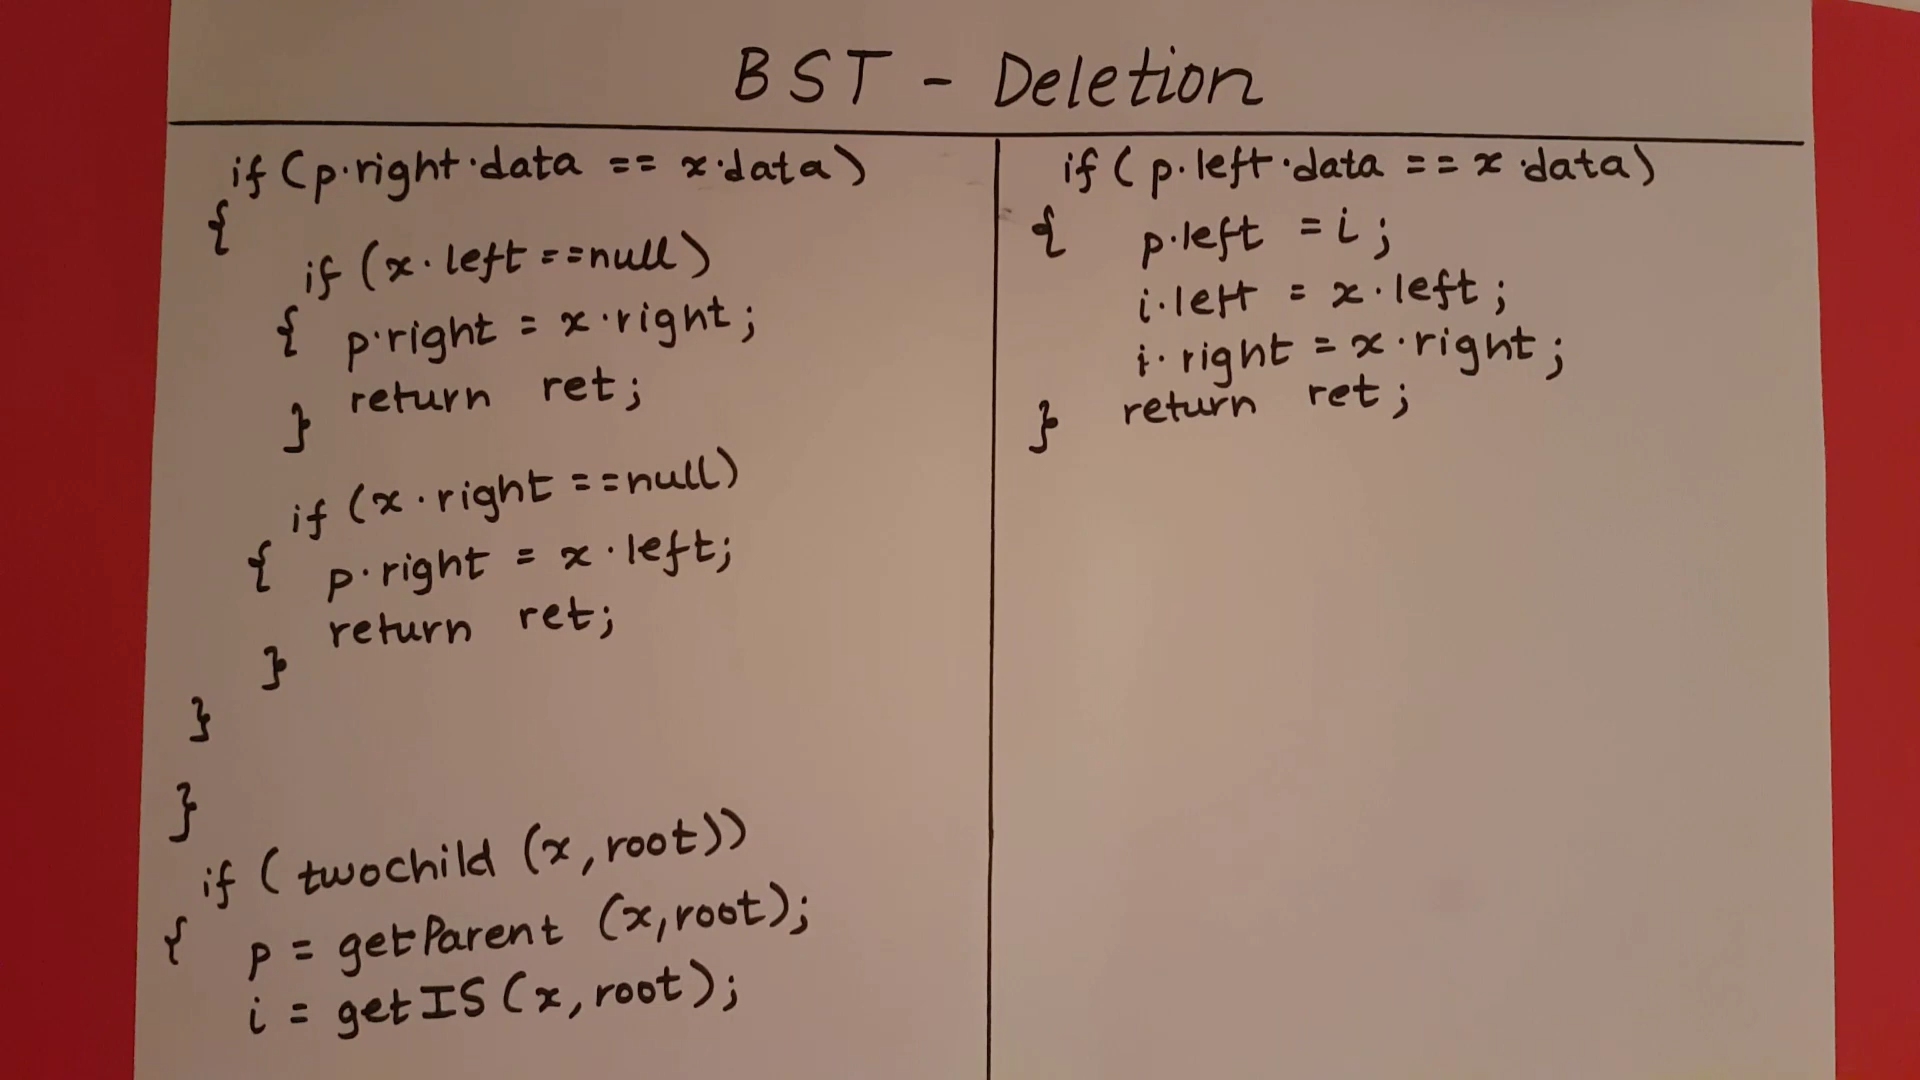 BST - Deletion
if (p.right.data == x.data)
{
if (x.left ==null)
{ p.right = x.right;
return ret;
}
if (x.right ==null)
{ p.right = x.left;
return ret;
}
}
}
if (twochild (x, root))
{ p = getParent (x, root);
i = getIS (x, root);
if (p.left.data == x.data)
{ p.left = i;
i.left = x.left;
i.right = x.right;
return ret;
}